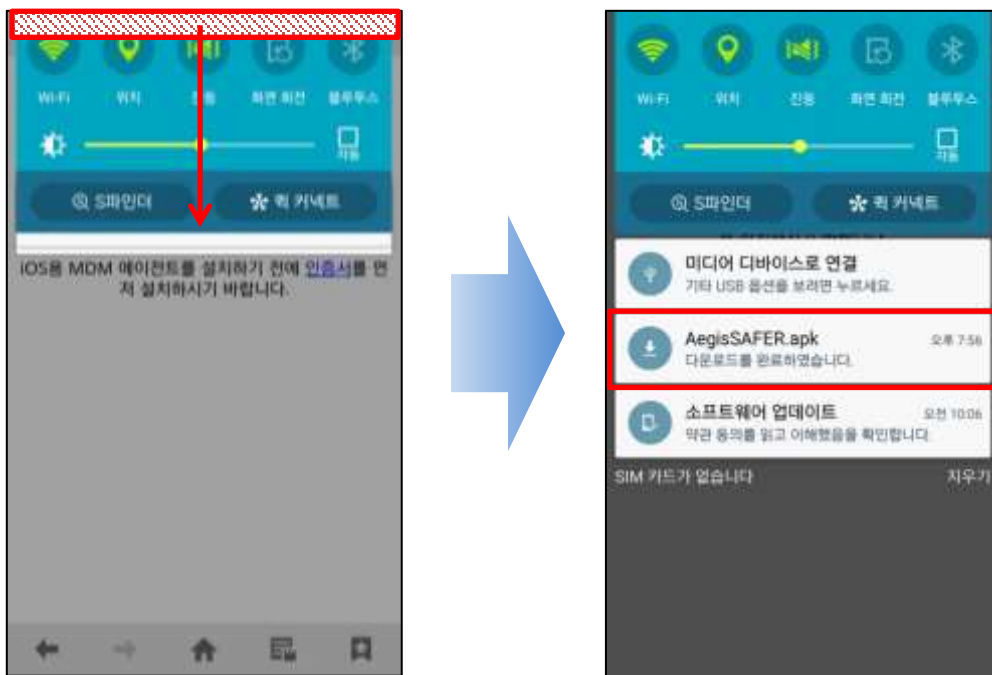 Wi-Fi 위치 진동 화면 회전 블루투스
자동
S파인더 퀵 커넥트
iOS용 MDM 에이전트를 설치하기 전에 인증서를 먼
저 설치하시기 바랍니다.
Wi-Fi 위치 진동 화면 회전 블루투스
자동
S파인더 퀵 커넥트
미디어 디바이스로 연결
기타 USB 옵션을 보려면 누르세요.
AegisSAFER.apk 오후 7:56
다운로드를 완료하였습니다.
소프트웨어 업데이트 오전 10:06
약관 동의를 읽고 이해했음을 확인합니다.
SIM 카드가 없습니다 지우기